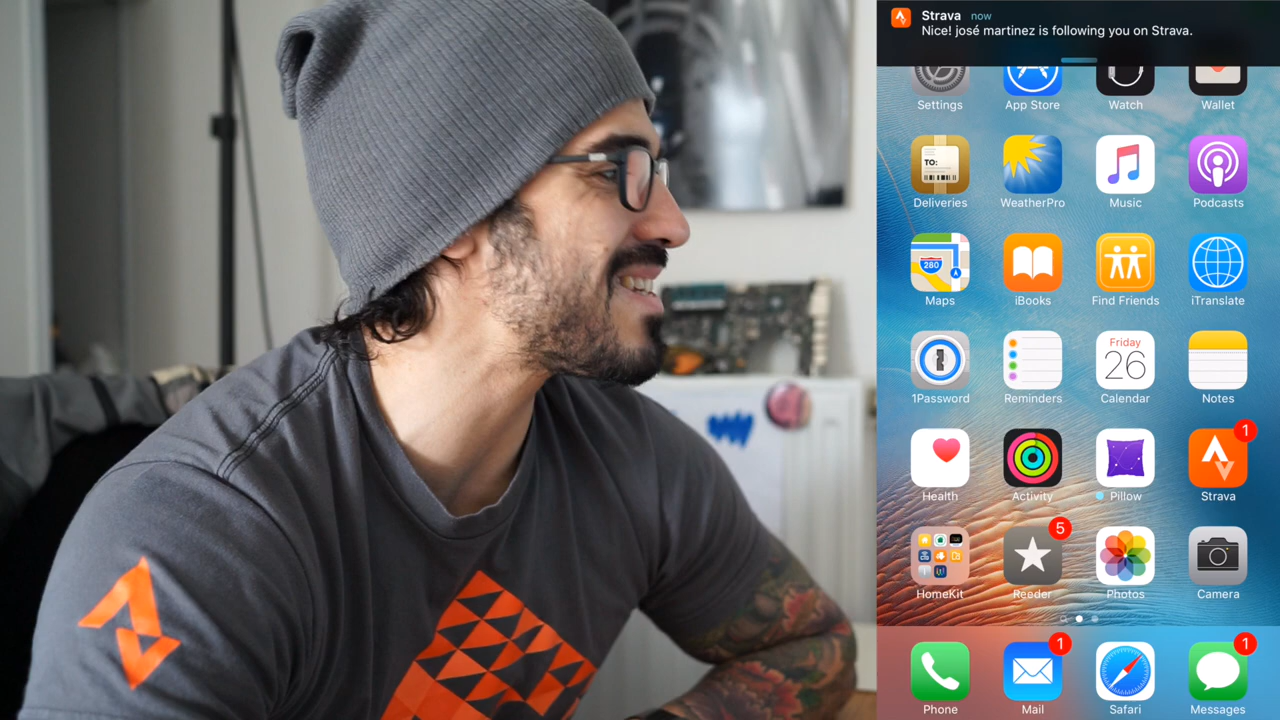 Strava now
Nice! josé martinez is following you on Strava.
Settings App Store Watch Wallet
TO:
Deliveries WeatherPro Music Podcasts
280
Maps iBooks Find Friends iTranslate
Friday
26
1Password Reminders Calendar Notes
1
Health Activity Pillow Strava
5
HomeKit Reeder Photos Camera
1 1
Phone Mail Safari Messages